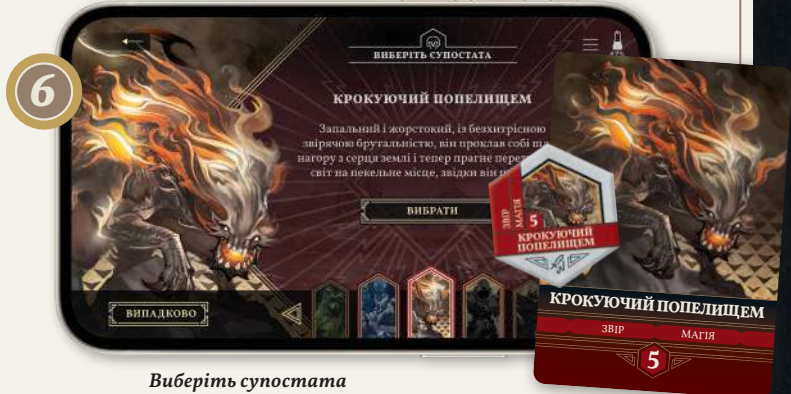 6
ВИБЕРІТЬ СУПОСТАТА
КРОКУЮЧИЙ ПОПЕЛИЩЕМ
Запальний і жорстокий, із безхитрісною
звірячою брутальністю, він проклав собі
нагору з серця землі і тепер прагне
світ на пекельне місце, звідки він
ВИБРАТИ
ВИПАДКОВО
ЗВІР
МАГІЯ
5
КРОКУЮЧИЙ
ПОПЕЛИЩЕМ
КРОКУЮЧИЙ ПОПЕЛИЩЕМ
ЗВІР МАГІЯ
5
Виберіть супостата